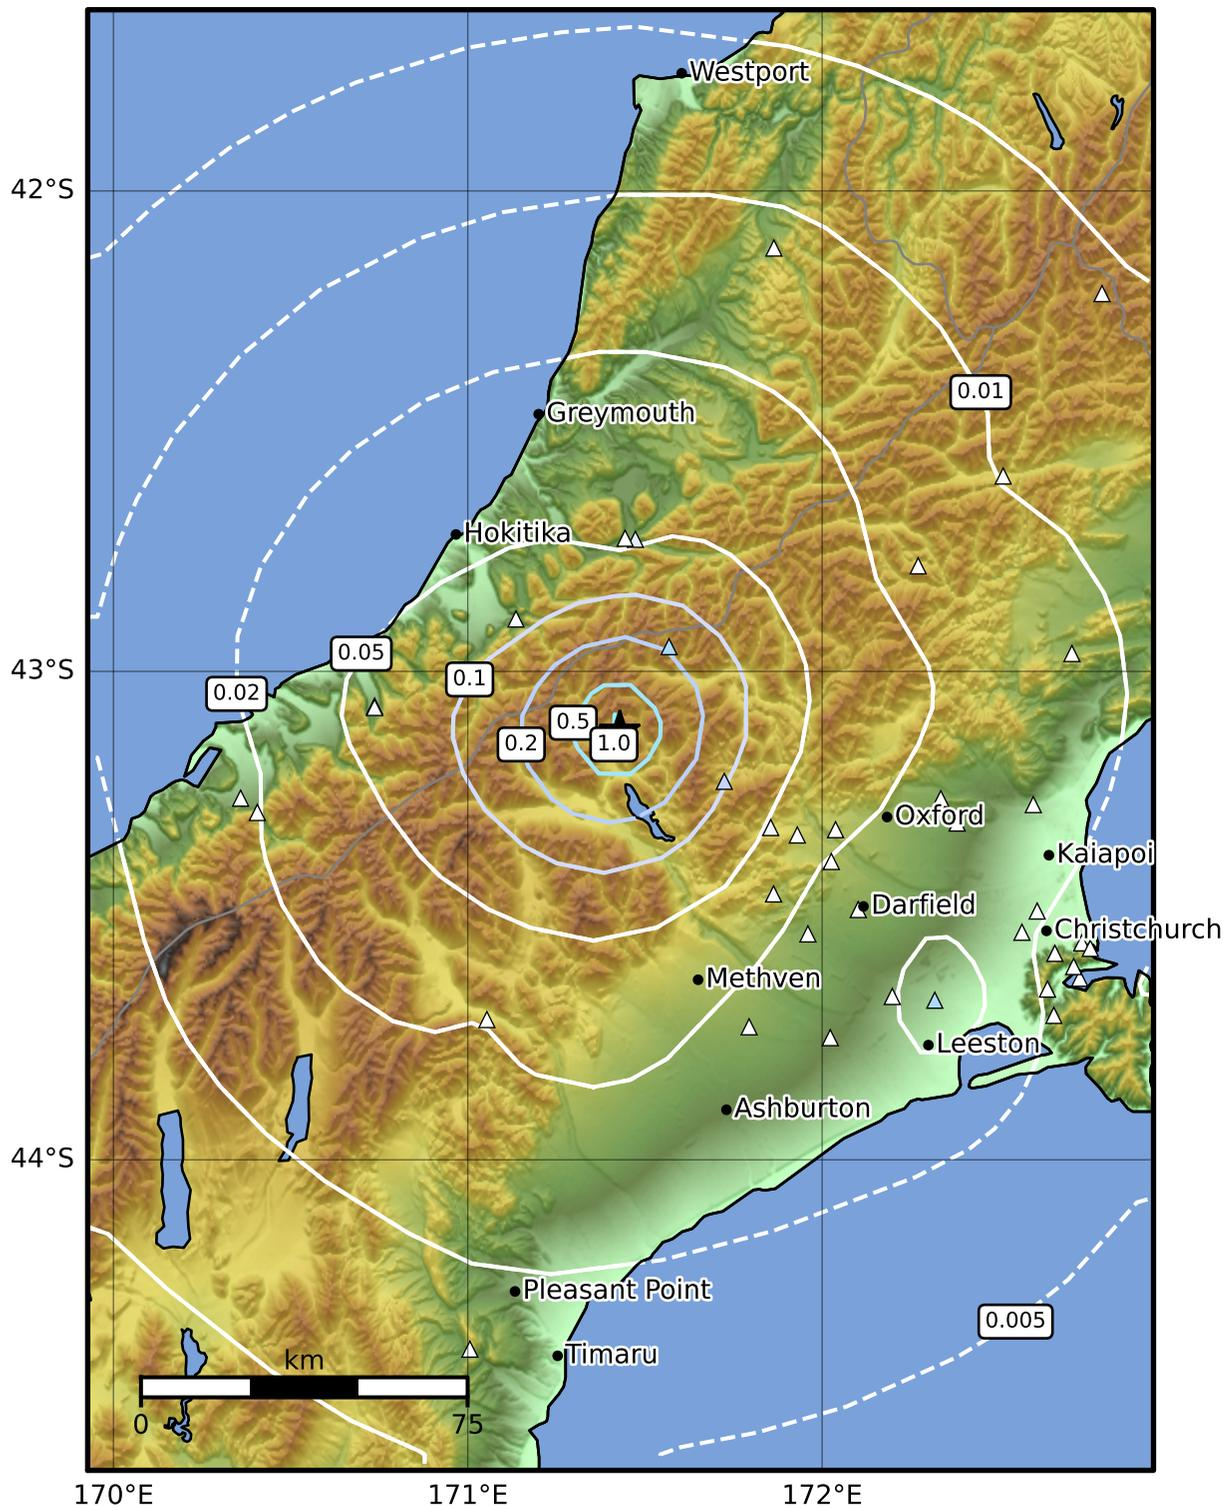 Westport
42°S
0.01
Greymouth
Hokitika
0.05
43°S
0.1
0.02
0.5
0.2
1.0
Oxford
Kaiapoi
Darfield
Christchurch
Methven
Leeston
Ashburton
44°S
Pleasant Point
0.005
Timaru
km
0
75
170°E
171°E
172°E